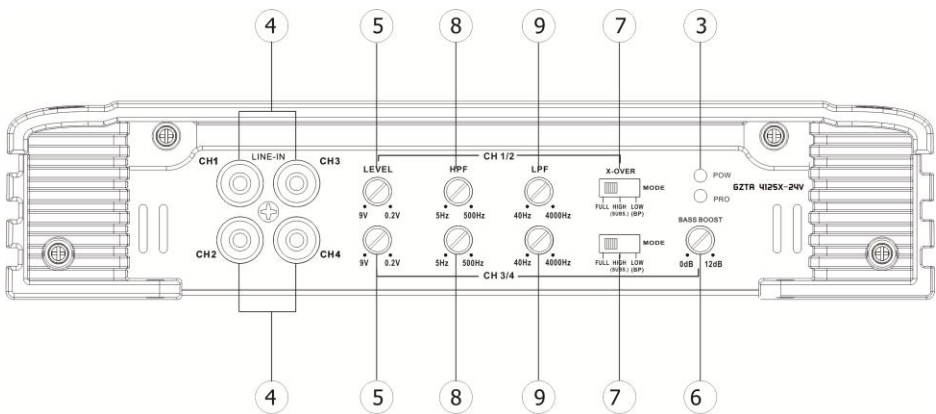 4 5 8 9 7 3
CH1 LINE-IN CH3
CH 1/2
LEVEL HPF LPF X-OVER
MODE
POW
PRO
GZTA 4125X-24V
9V 0.2V 5Hz 500Hz 40Hz 4000Hz FULL HIGH LOW
(SUBS.) (BP)
BASS BOOST
CH2 CH4
MODE
9V 0.2V 5Hz 500Hz 40Hz 4000Hz FULL HIGH LOW
(SUBS.) (BP)
0dB 12dB
CH 3/4
4 5 8 9 7 6